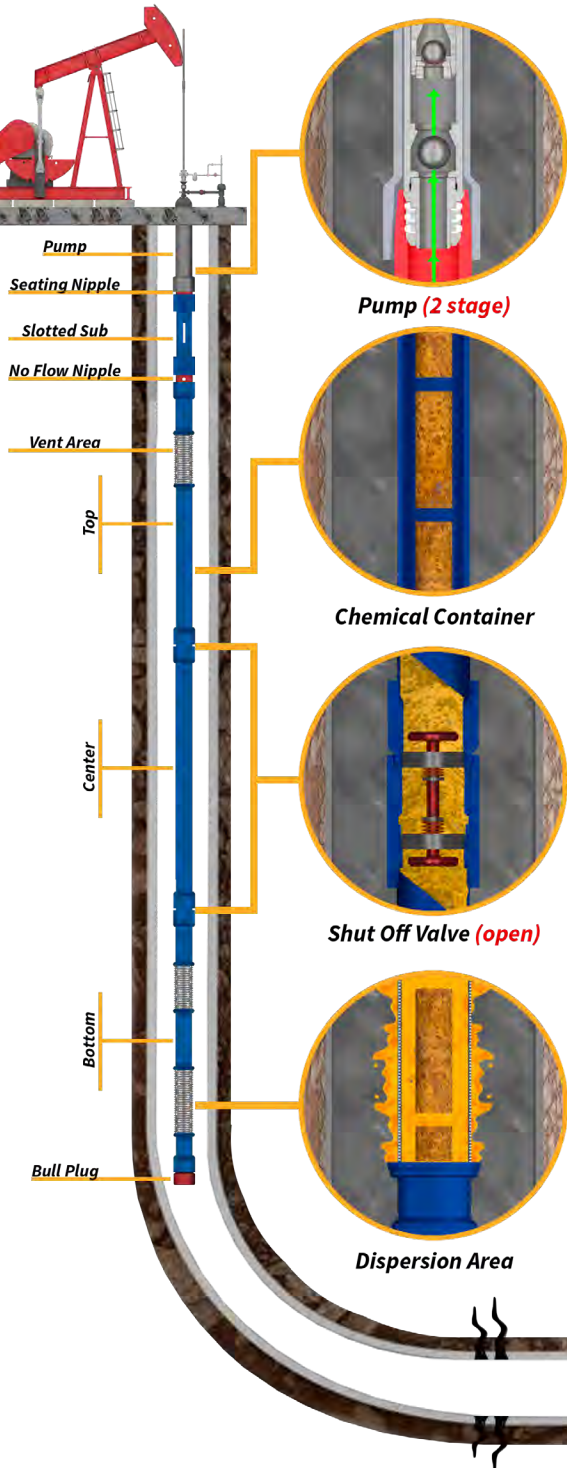 Pump
Seating Nipple
Slotted Sub
No Flow Nipple
Vent Area
Top
Center
Bottom
Bull Plug
Pump (2 stage)
Chemical Container
Shut Off Valve (open)
Dispersion Area